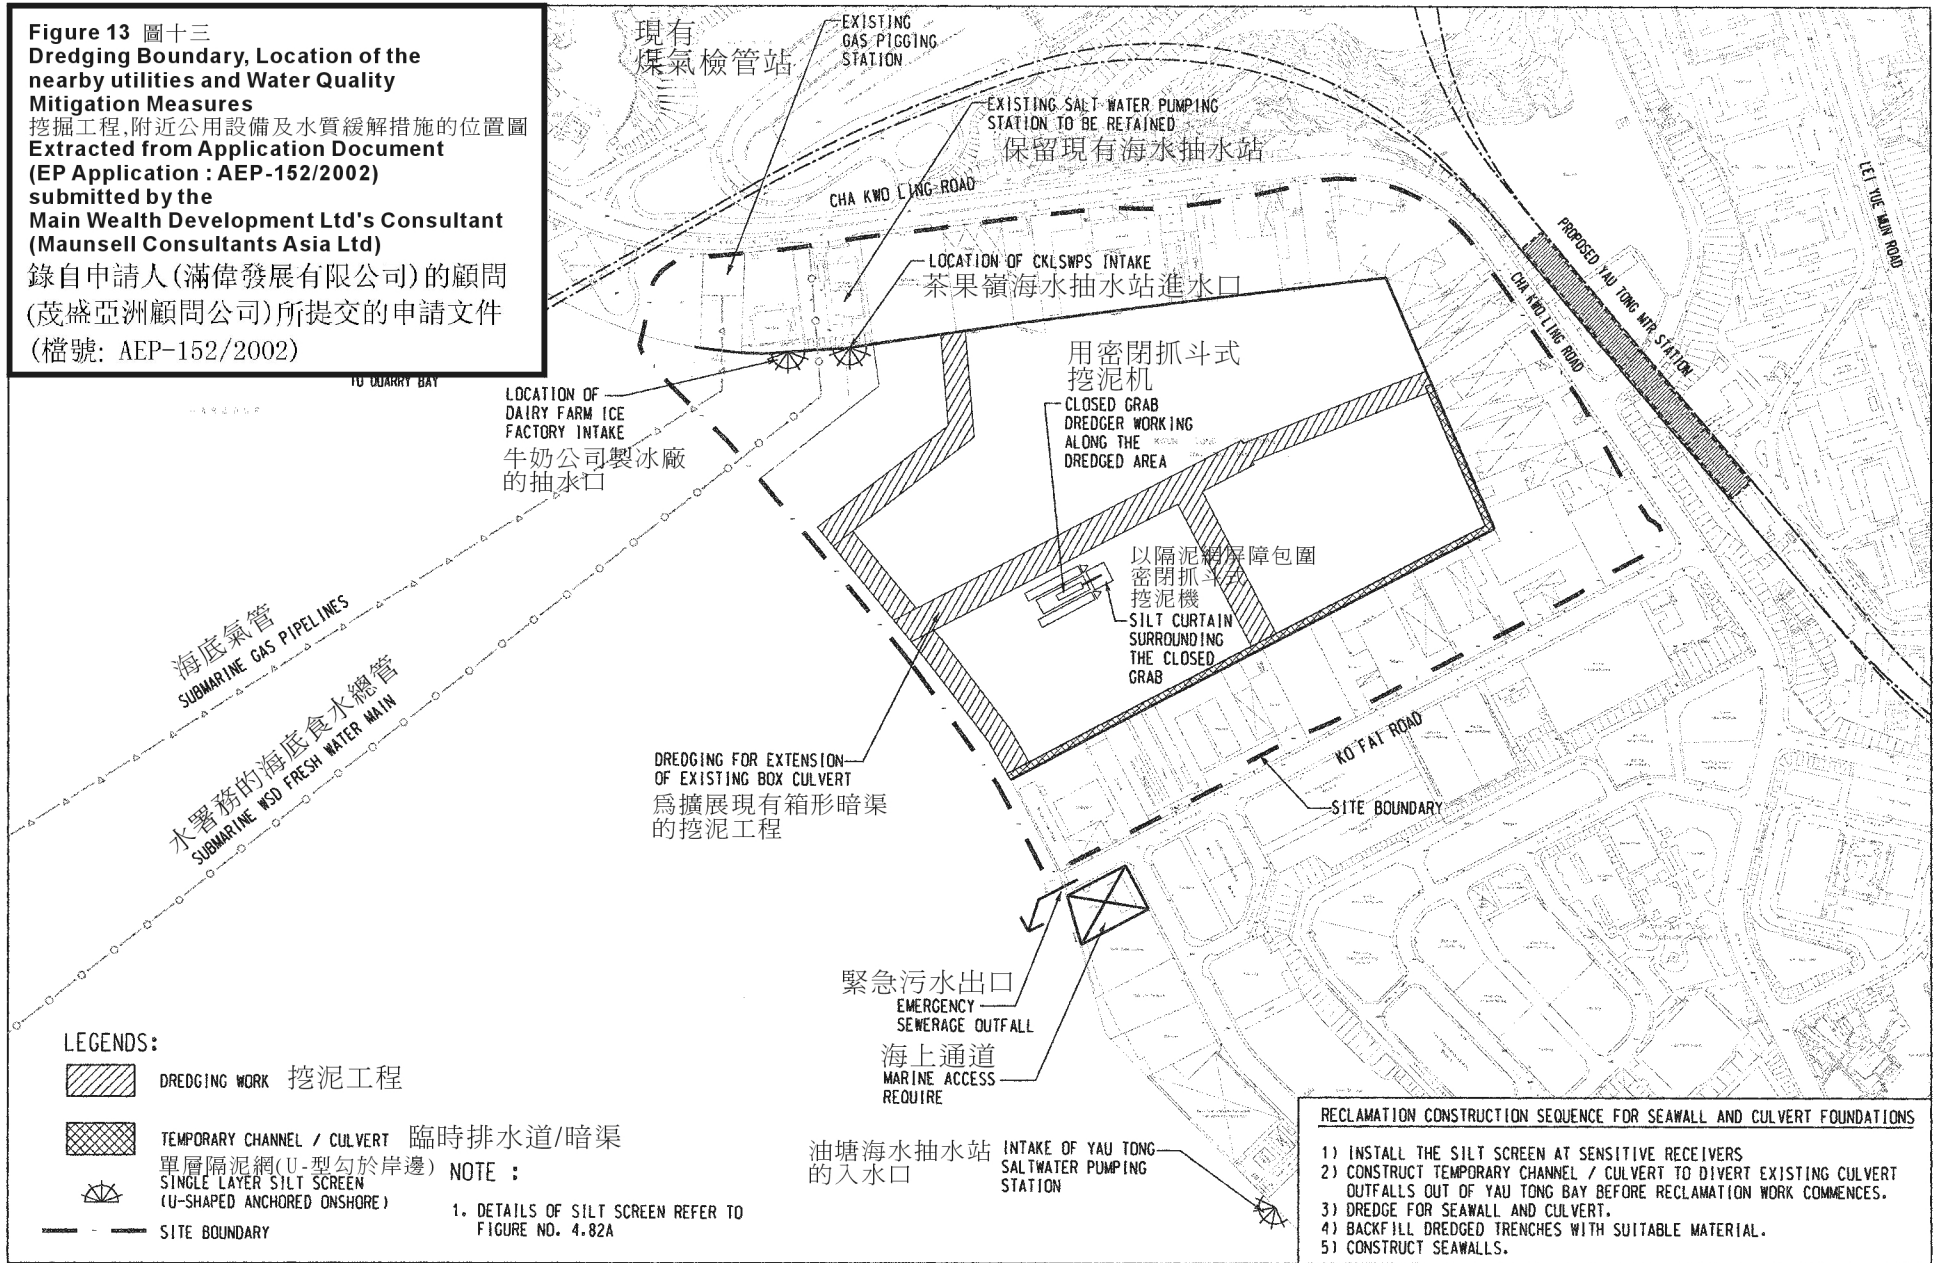 Figure 13 圖十三
Dredging Boundary, Location of the
nearby utilities and Water Quality
Mitigation Measures
挖掘工程,附近公用設備及水質緩解措施的位置圖
Extracted from Application Document
(EP Application : AEP-152/2002)
submitted by the
Main Wealth Development Ltd's Consultant
(Maunsell Consultants Asia Ltd)
錄自申請人(滿偉發展有限公司)的顧問
(茂盛亞洲顧問公司)所提交的申請文件
(檔號: AEP-152/2002)
TO QUARRY BAY
現有
煤氣檢管站
EXISTING
GAS PIGGING
STATION
EXISTING SALT WATER PUMPING
STATION TO BE RETAINED
保留現有海水抽水站
CHA KWO LING ROAD
LEI YUE MUN ROAD
PROPOSED YAU TONG MTR STATION
CHA KWO LING ROAD
LOCATION OF CKLSWPS INTAKE
茶果嶺海水抽水站進水口
LOCATION OF
DAIRY FARM ICE
FACTORY INTAKE
牛奶公司製冰廠
的抽水口
用密閉抓斗式
挖泥机
CLOSED GRAB
DREDGER WORKING
ALONG THE
DREDGED AREA
以隔泥網屏障包圍
密閉抓斗式
挖泥機
SILT CURTAIN
SURROUNDING
THE CLOSED
GRAB
海底氣管
SUBMARINE GAS PIPELINES
水署務的海底食水總管
SUBMARINE WSD FRESH WATER MAIN
DREDGING FOR EXTENSION
OF EXISTING BOX CULVERT
爲擴展現有箱形暗渠
的挖泥工程
KO FAI ROAD
SITE BOUNDARY
緊急污水出口
EMERGENCY
SEWERAGE OUTFALL
海上通道
MARINE ACCESS
REQUIRE
油塘海水抽水站
的入水口
INTAKE OF YAU TONG
SALTWATER PUMPING
STATION
LEGENDS:
DREDGING WORK 挖泥工程
TEMPORARY CHANNEL / CULVERT 臨時排水道/暗渠
單層隔泥網(U-型勾於岸邊)
SINGLE LAYER SILT SCREEN
(U-SHAPED ANCHORED ONSHORE)
SITE BOUNDARY
NOTE :
1. DETAILS OF SILT SCREEN REFER TO
FIGURE NO. 4.82A
RECLAMATION CONSTRUCTION SEQUENCE FOR SEAWALL AND CULVERT FOUNDATIONS
1) INSTALL THE SILT SCREEN AT SENSITIVE RECEIVERS
2) CONSTRUCT TEMPORARY CHANNEL / CULVERT TO DIVERT EXISTING CULVERT
OUTFALLS OUT OF YAU TONG BAY BEFORE RECLAMATION WORK COMMENCES.
3) DREDGE FOR SEAWALL AND CULVERT.
4) BACKFILL DREDGED TRENCHES WITH SUITABLE MATERIAL.
5) CONSTRUCT SEAWALLS.